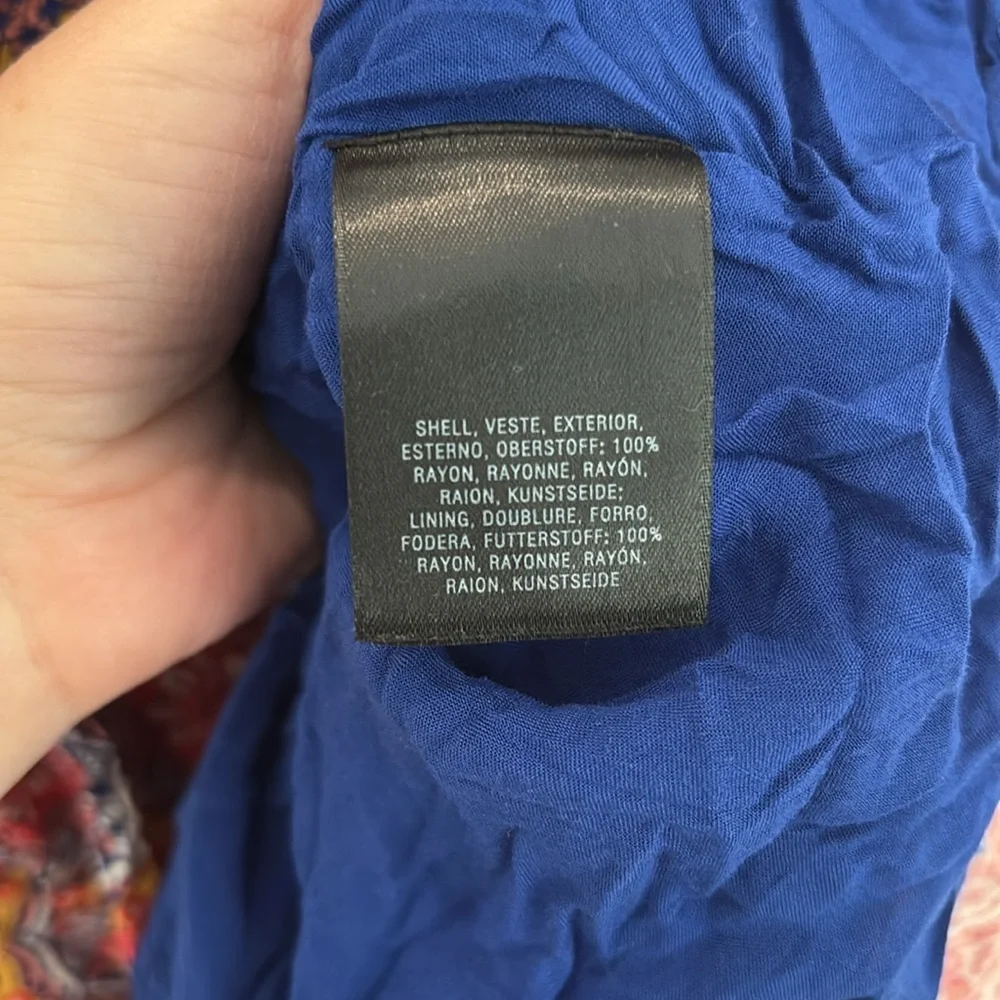 SHELL, VESTE, EXTERIOR,
ESTERNO, OBERSTOFF: 100%
RAYON, RAYONNE, RAYÓN,
RAION, KUNSTSEIDE;
LINING, DOUBLURE, FORRO,
FODERA, FUTTERSTOFF: 100%
RAYON, RAYONNE, RAYÓN,
RAION, KUNSTSEIDE